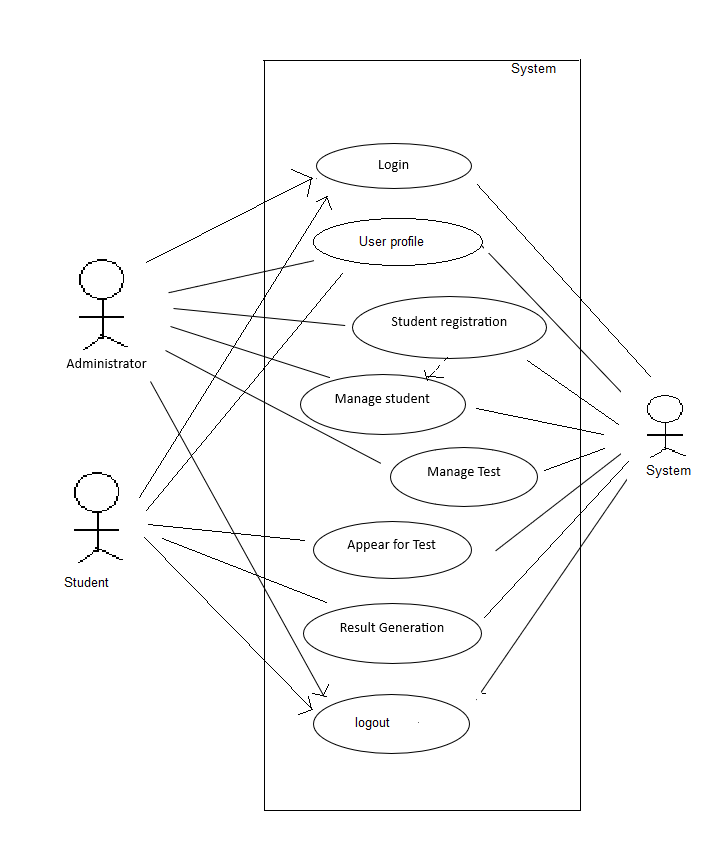 System
Login
User profile
Student registration
Administrator
Manage student
Manage Test
System
Appear for Test
Student
Result Generation
logout